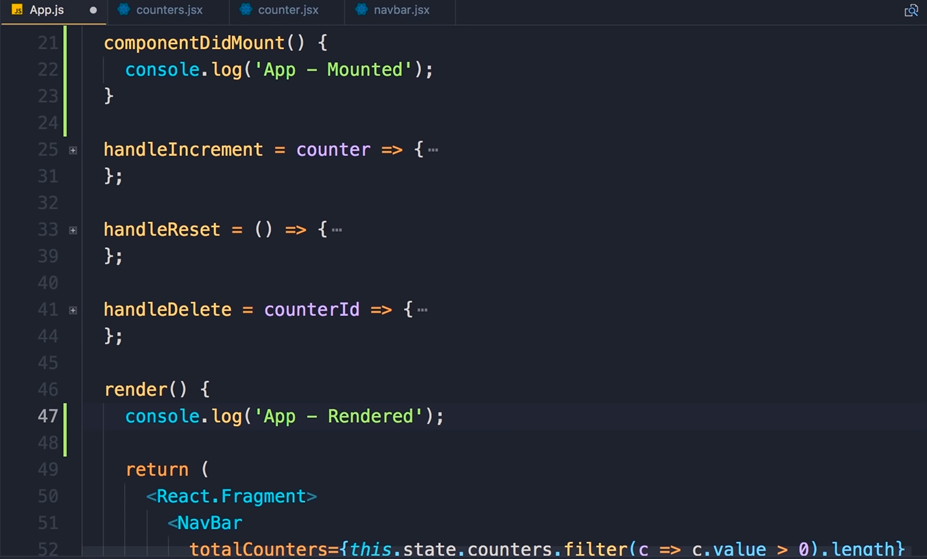 JS App.js ● counters.jsx counter.jsx navbar.jsx
21 componentDidMount() {
22 console.log('App - Mounted');
23 }
24
25 handleIncrement = counter => {⋯
31 };
32
33 handleReset = () => {⋯
39 };
40
41 handleDelete = counterId => {⋯
44 };
45
46 render() {
47 console.log('App - Rendered');
48
49 return (
50 <React.Fragment>
51 <NavBar
52 totalCounters={this.state.counters.filter(c => c.value > 0).length}